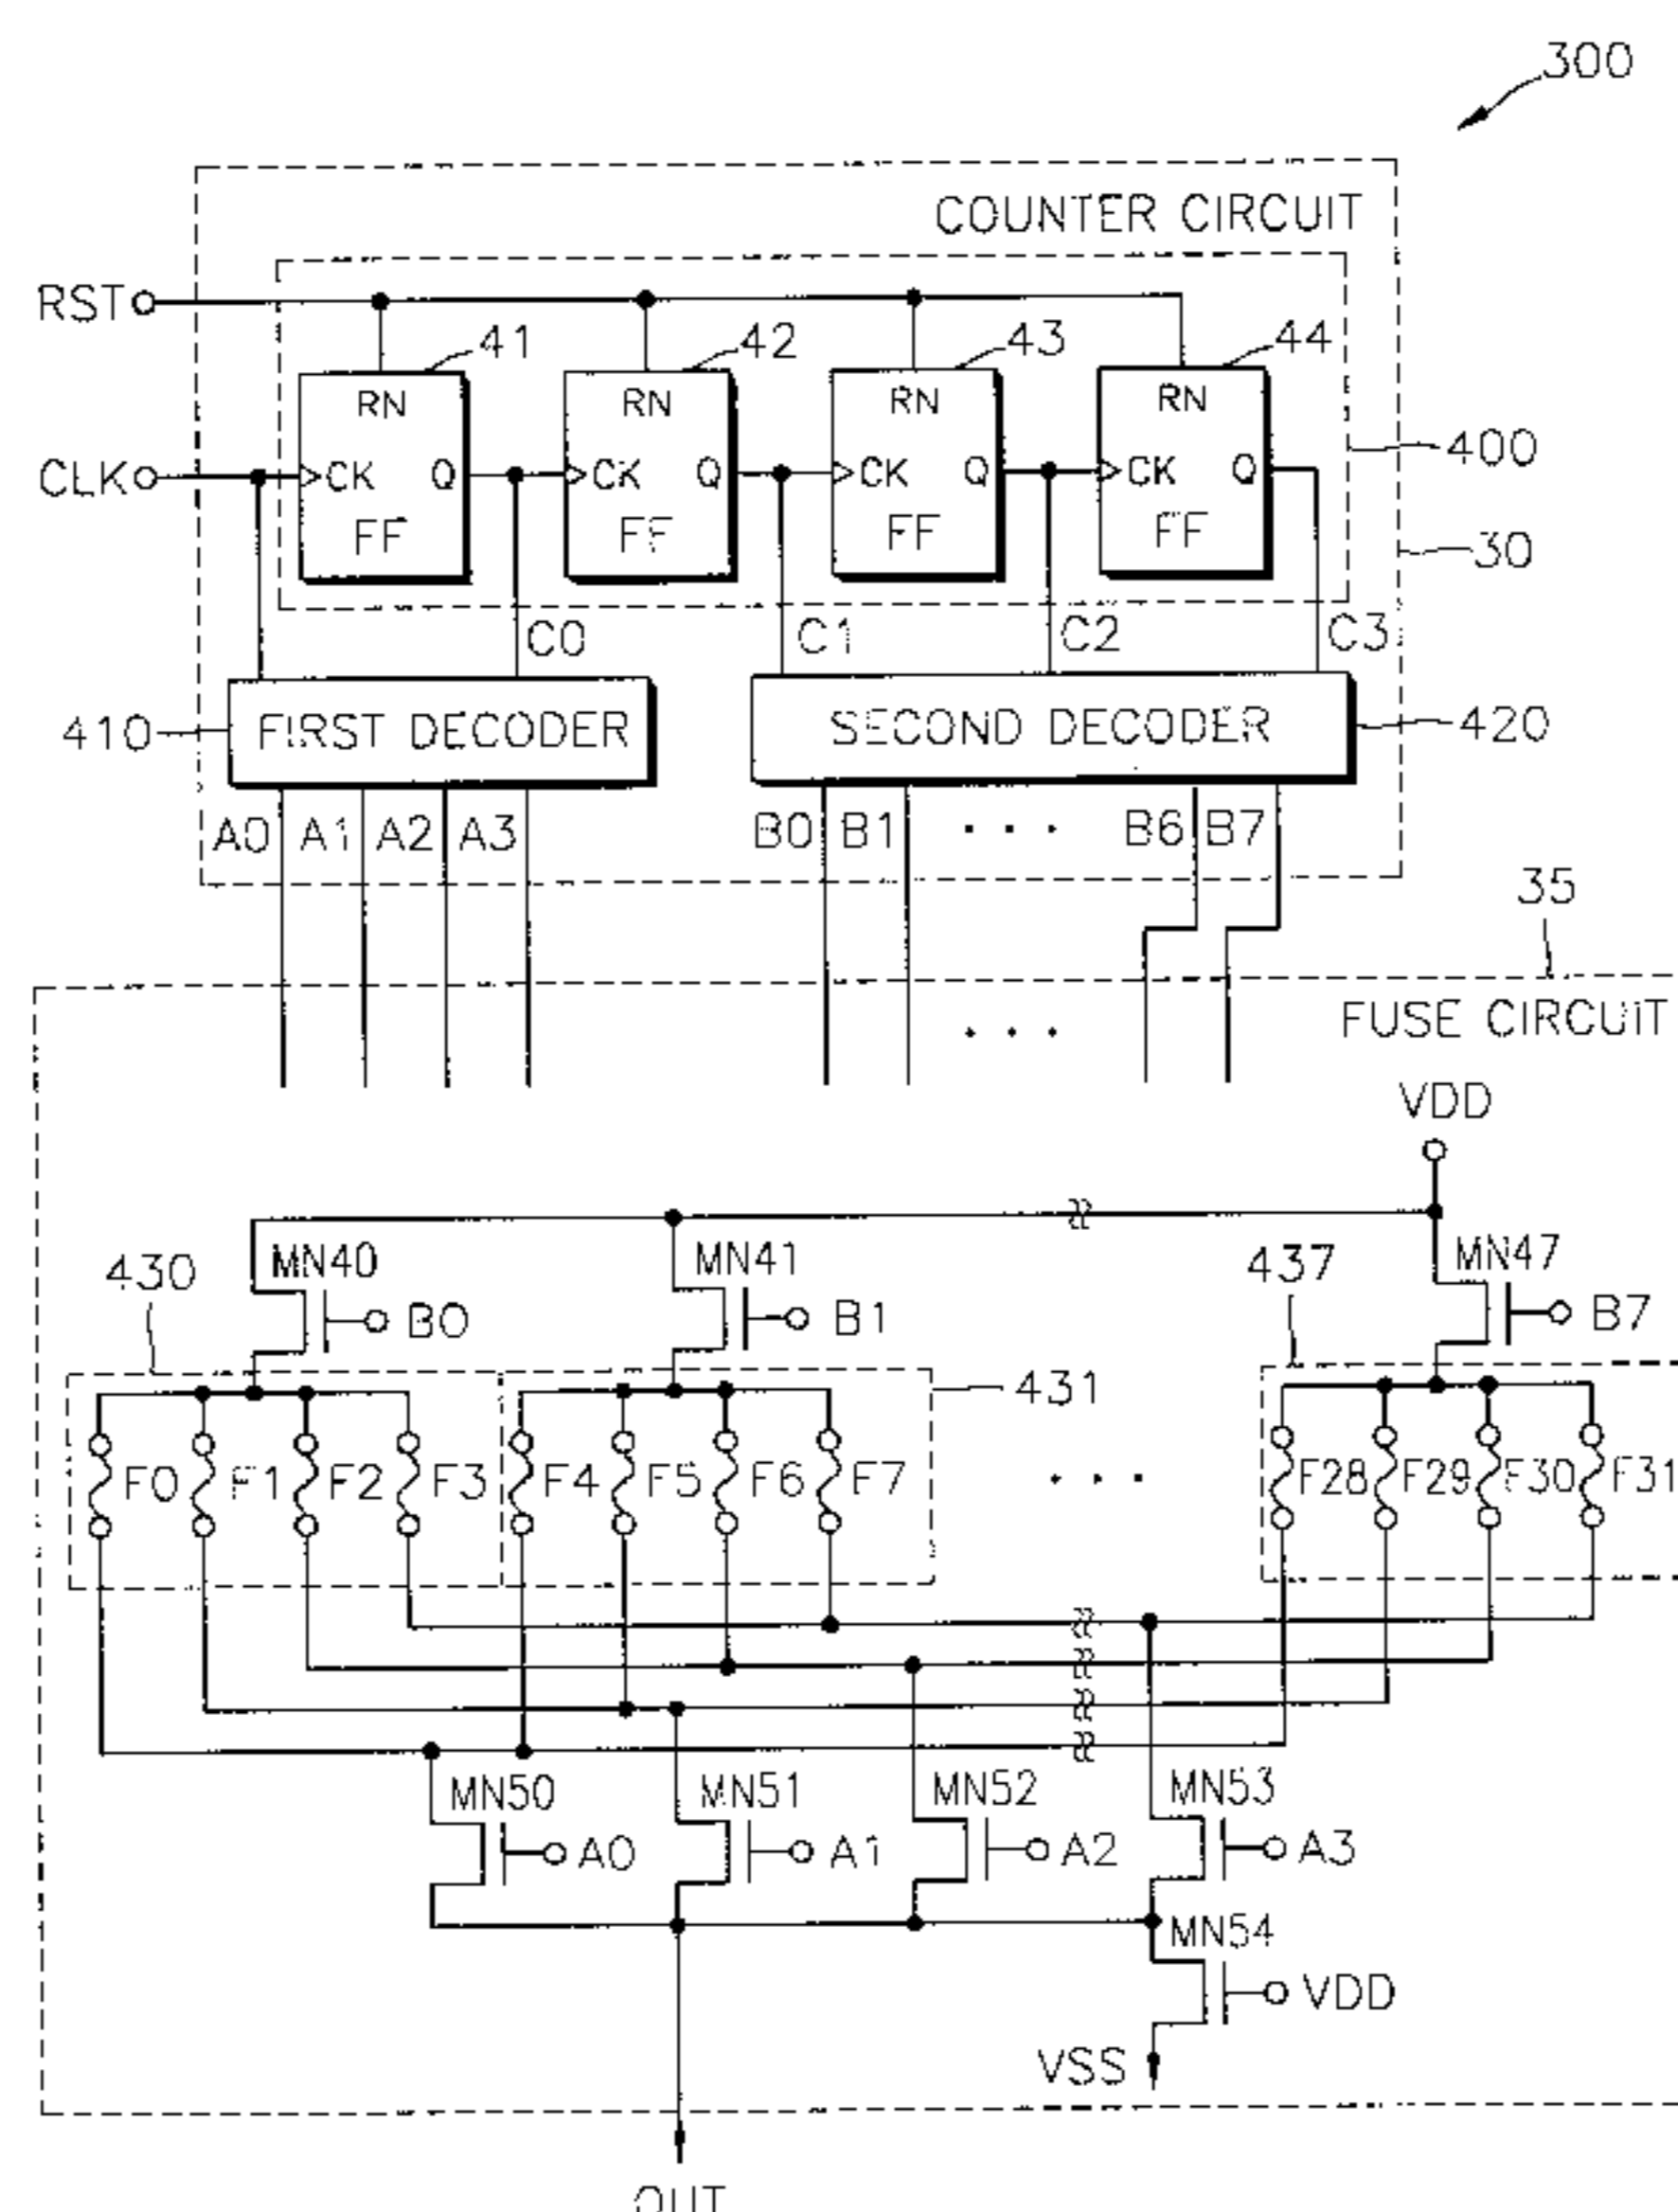 300
COUNTER CIRCUIT
RST
41 42 43 44
RN RN RN RN
CLK CK Q CK Q CK Q CK Q
400
FF FF FF FF
30
C0 C1 C2 C3
410 FIRST DECODER SECOND DECODER 420
A0 A1 A2 A3 B0 B1 . . . B6 B7
35
. . . FUSE CIRCUIT
VDD
430 MN40 MN41 437 MN47
B0 B1 B7
431
F0 F1 F2 F3 F4 F5 F6 F7 . . . F28 F29 F30 F31
MN50 MN51 MN52 MN53
A0 A1 A2 A3
MN54
VDD
VSS
OUT